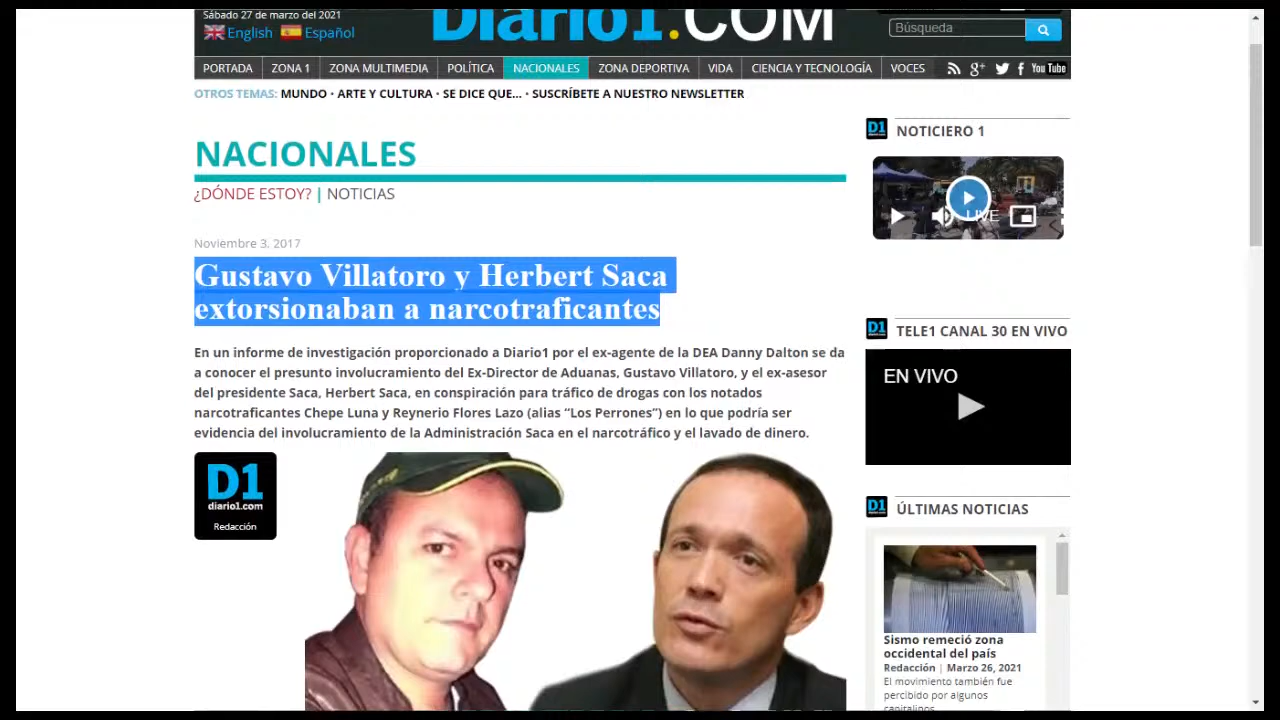 Sábado 27 de marzo del 2021
English Español
Diario1.COM
Búsqueda
PORTADA ZONA 1 ZONA MULTIMEDIA POLÍTICA NACIONALES ZONA DEPORTIVA VIDA CIENCIA Y TECNOLOGÍA VOCES You Tube
OTROS TEMAS: MUNDO · ARTE Y CULTURA · SE DICE QUE... · SUSCRÍBETE A NUESTRO NEWSLETTER
NACIONALES
¿DÓNDE ESTOY? | NOTICIAS
Noviembre 3, 2017
Gustavo Villatoro y Herbert Saca
extorsionaban a narcotraficantes
En un informe de investigación proporcionado a Diario1 por el ex-agente de la DEA Danny Dalton se da
a conocer el presunto involucramiento del Ex-Director de Aduanas, Gustavo Villatoro, y el ex-asesor
del presidente Saca, Herbert Saca, en conspiración para tráfico de drogas con los notados
narcotraficantes Chepe Luna y Reynerio Flores Lazo (alias “Los Perrones”) en lo que podría ser
evidencia del involucramiento de la Administración Saca en el narcotráfico y el lavado de dinero.
D1
diario1.com
Redacción
D1 NOTICIERO 1
LIVE
D1 TELE1 CANAL 30 EN VIVO
EN VIVO
D1 ÚLTIMAS NOTICIAS
Sismo remeció zona
occidental del país
Redacción | Marzo 26, 2021
El movimiento también fue
percibido por algunos
capitalinos